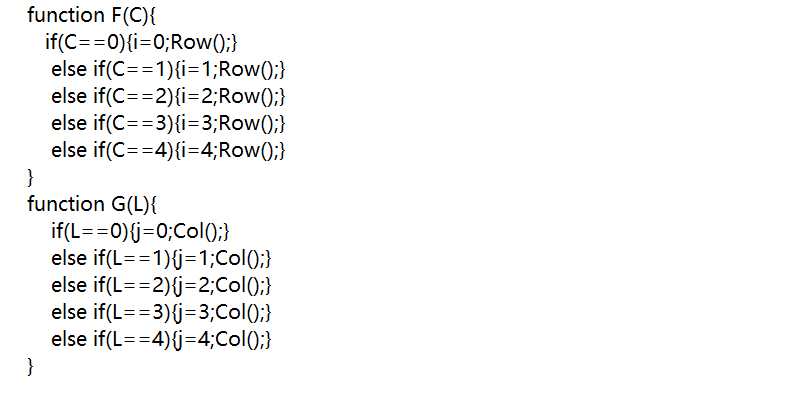 function F(C){
if(C==0){i=0;Row();}
else if(C==1){i=1;Row();}
else if(C==2){i=2;Row();}
else if(C==3){i=3;Row();}
else if(C==4){i=4;Row();}
}
function G(L){
if(L==0){j=0;Col();}
else if(L==1){j=1;Col();}
else if(L==2){j=2;Col();}
else if(L==3){j=3;Col();}
else if(L==4){j=4;Col();}
}